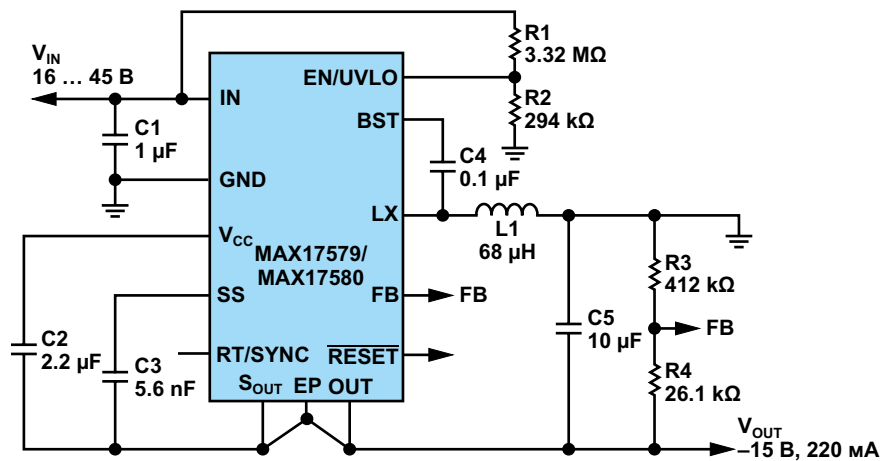 R1
3.32 MΩ
V_IN
16 … 45 В
IN
EN/UVLO
R2
294 kΩ
BST
C1
1 µF
C4
0.1 µF
GND
LX
L1
68 µH
V_CC
MAX17579/
MAX17580
R3
412 kΩ
SS
FB
FB
C5
10 µF
FB
C2
2.2 µF
C3
5.6 nF
RT/SYNC
RESET
R4
26.1 kΩ
S_OUT
EP
OUT
V_OUT
–15 В, 220 мА